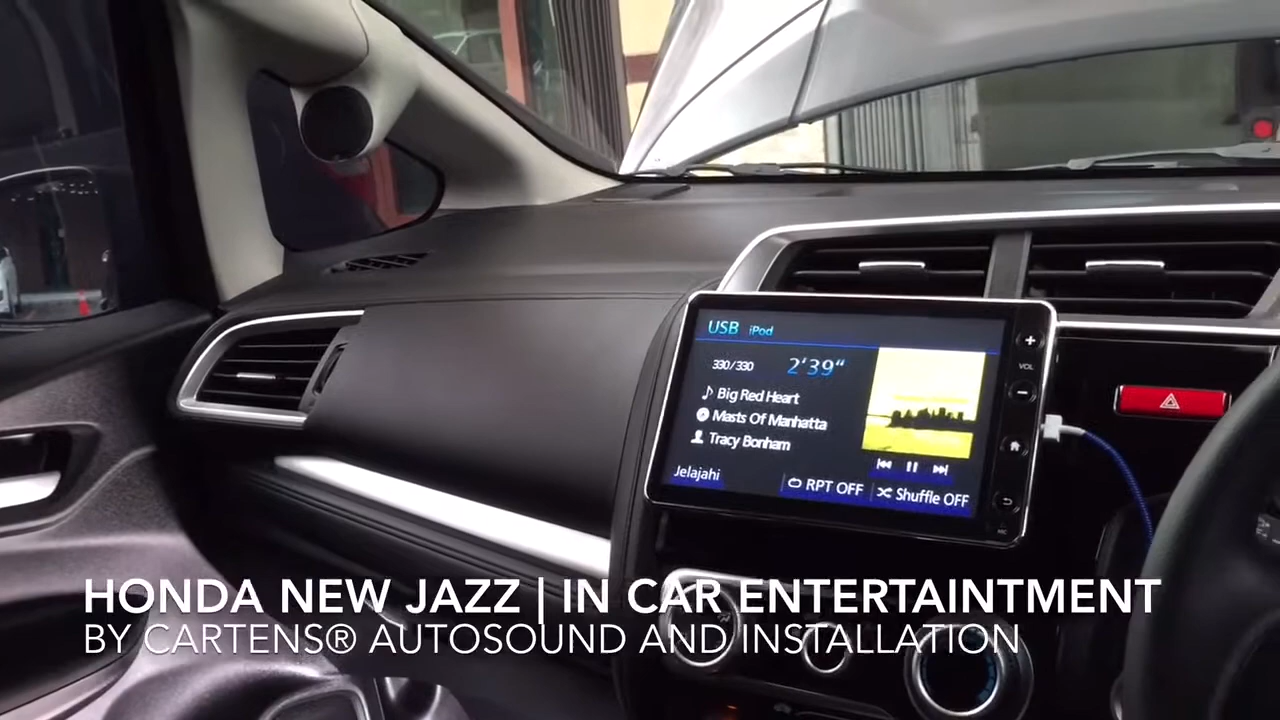 USB iPod
330/330 2'39"
Big Red Heart
Masts Of Manhatta
Tracy Bonham
Jelajahi RPT OFF Shuffle OFF
+
VOL
−
MIC
HONDA NEW JAZZ | IN CAR ENTERTAINTMENT
BY CARTENS® AUTOSOUND AND INSTALLATION